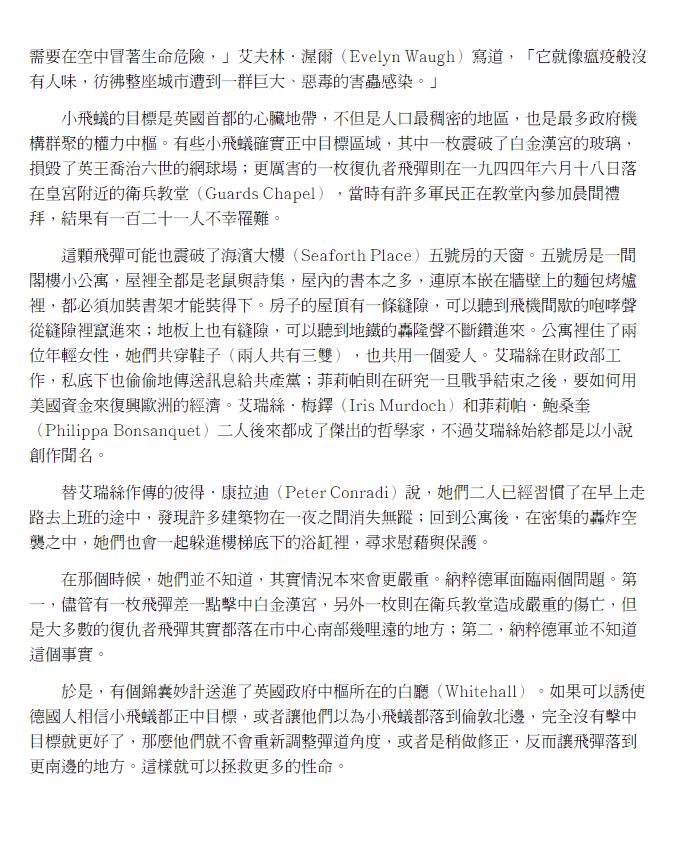 需要在空中冒著生命危險，」艾夫林．渥爾（Evelyn Waugh）寫道，「它就像瘟疫般沒
有人味，彷彿整座城市遭到一群巨大、惡毒的害蟲感染。」
小飛蟻的目標是英國首都的心臟地帶，不但是人口最稠密的地區，也是最多政府機
構群聚的權力中樞。有些小飛蟻確實正中目標區域，其中一枚震破了白金漢宮的玻璃，
損毀了英王喬治六世的網球場；更厲害的一枚復仇者飛彈則在一九四四年六月十八日落
在皇宮附近的衛兵教堂（Guards Chapel），當時有許多軍民正在教堂內參加晨間禮
拜，結果有一百二十一人不幸罹難。
這顆飛彈可能也震破了海濱大樓（Seaforth Place）五號房的天窗。五號房是一間
閣樓小公寓，屋裡全都是老鼠與詩集，屋內的書本之多，連原本嵌在牆壁上的麵包烤爐
裡，都必須加裝書架才能裝得下。房子的屋頂有一條縫隙，可以聽到飛機間歇的咆哮聲
從縫隙裡竄進來；地板上也有縫隙，可以聽到地鐵的轟隆聲不斷鑽進來。公寓裡住了兩
位年輕女性，她們共穿鞋子（兩人共有三雙），也共用一個愛人。艾瑞絲在財政部工
作，私底下也偷偷地傳送訊息給共產黨；菲莉帕則在研究一旦戰爭結束之後，要如何用
美國資金來復興歐洲的經濟。艾瑞絲．梅鐸（Iris Murdoch）和菲莉帕．鮑桑奎
（Philippa Bonsanquet）二人後來都成了傑出的哲學家，不過艾瑞絲始終都是以小說
創作聞名。
替艾瑞絲作傳的彼得．康拉迪（Peter Conradi）說，她們二人已經習慣了在早上走
路去上班的途中，發現許多建築物在一夜之間消失無蹤；回到公寓後，在密集的轟炸空
襲之中，她們也會一起躲進樓梯底下的浴缸裡，尋求慰藉與保護。
在那個時候，她們並不知道，其實情況本來會更嚴重。納粹德軍面臨兩個問題。第
一，儘管有一枚飛彈差一點擊中白金漢宮，另外一枚則在衛兵教堂造成嚴重的傷亡，但
是大多數的復仇者飛彈其實都落在市中心南部幾哩遠的地方；第二，納粹德軍並不知道
這個事實。
於是，有個錦囊妙計送進了英國政府中樞所在的白廳（Whitehall）。如果可以誘使
德國人相信小飛蟻都正中目標，或者讓他們以為小飛蟻都落到倫敦北邊，完全沒有擊中
目標就更好了，那麼他們就不會重新調整彈道角度，或者是稍做修正，反而讓飛彈落到
更南邊的地方。這樣就可以拯救更多的性命。